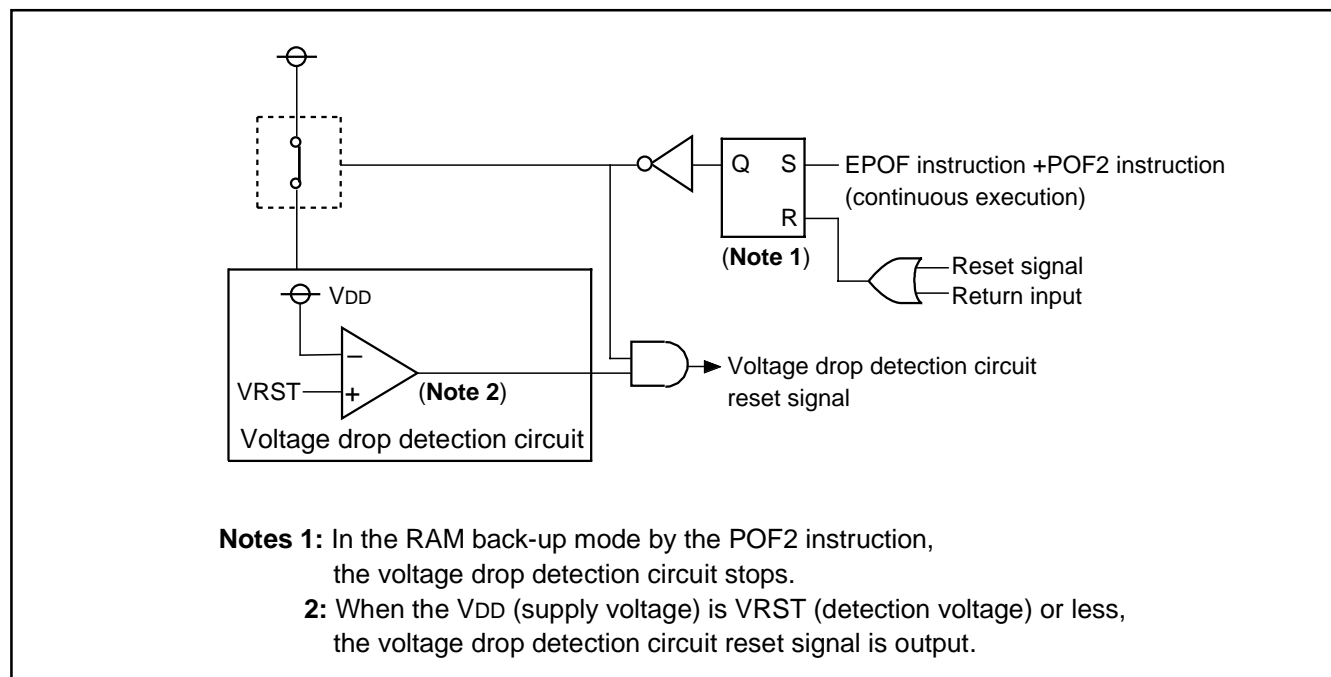 Q S
EPOF instruction +POF2 instruction
(continuous execution)
R
(Note 1)
Reset signal
Return input
VDD
−
VRST
+
(Note 2)
Voltage drop detection circuit
Voltage drop detection circuit
reset signal
Notes 1: In the RAM back-up mode by the POF2 instruction,
the voltage drop detection circuit stops.
2: When the VDD (supply voltage) is VRST (detection voltage) or less,
the voltage drop detection circuit reset signal is output.